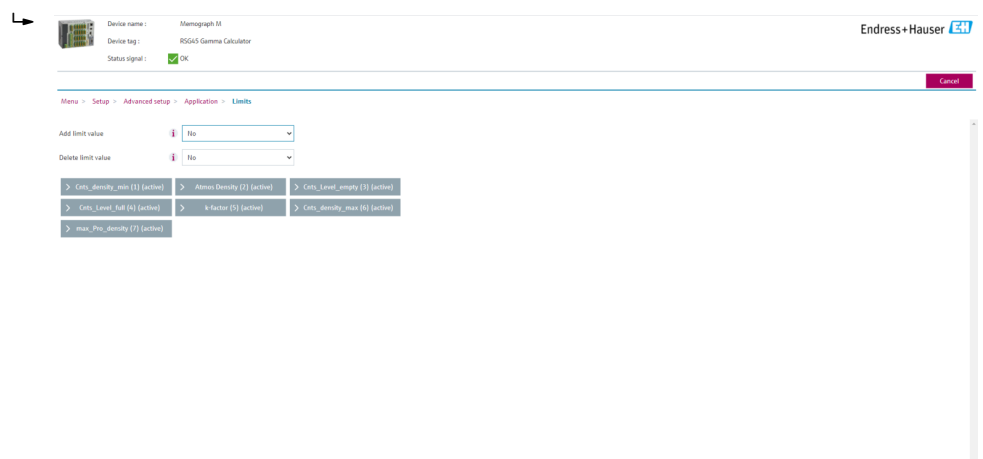 Device name : Memograph M
Device tag : RSG45 Gamma Calculator
Status signal : OK
Endress+Hauser EH
Cancel
Menu > Setup > Advanced setup > Application > Limits
Add limit value i No
Delete limit value i No
> Cnts_density_min (1) (active) > Atmos Density (2) (active) > Cnts_Level_empty (3) (active)
> Cnts_Level_full (4) (active) > k-factor (5) (active) > Cnts_density_max (6) (active)
> max_Pro_density (7) (active)